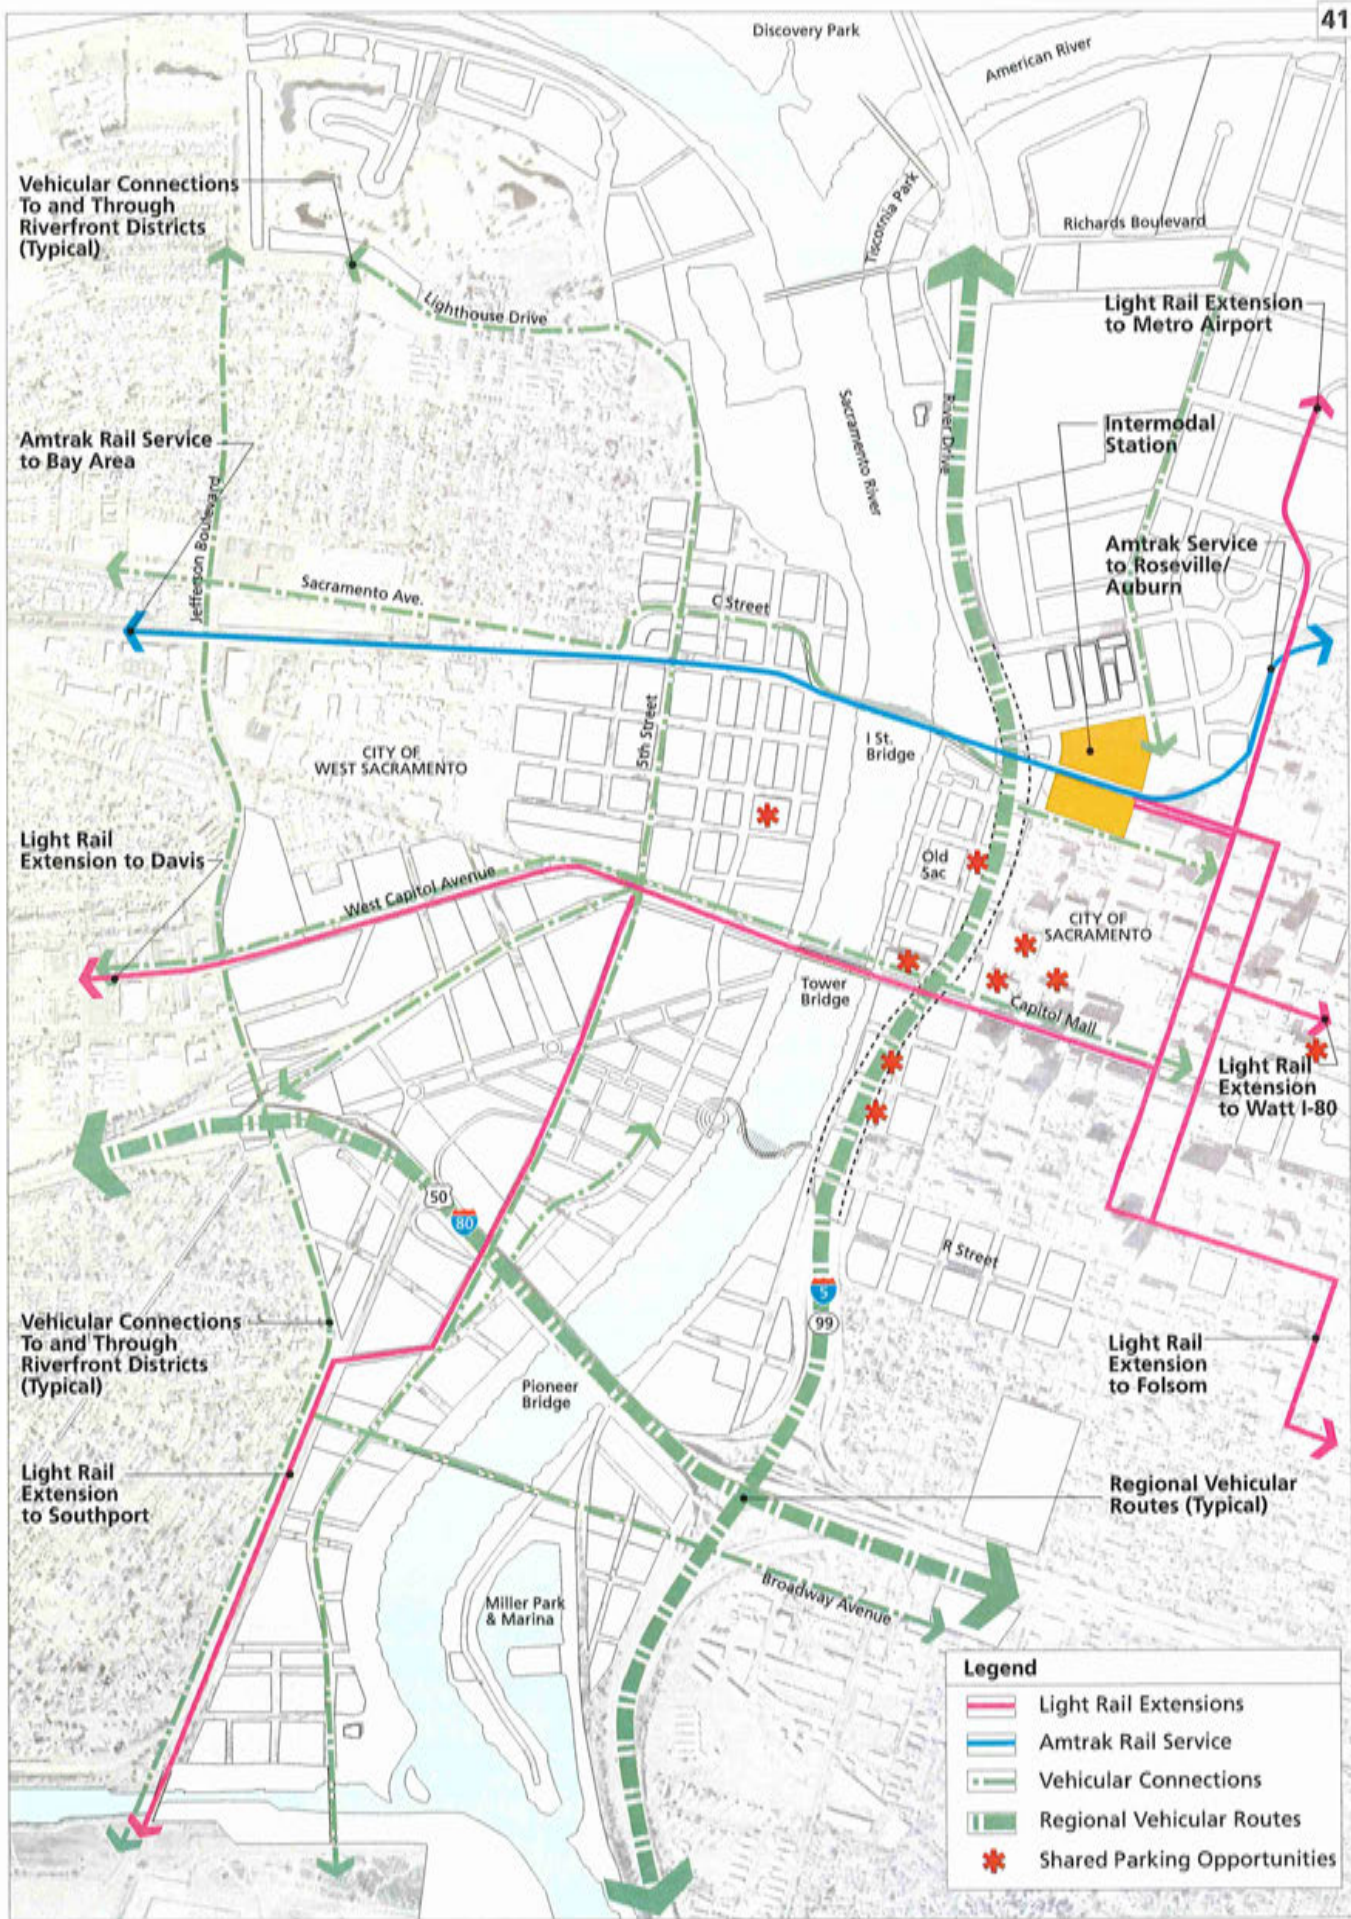 41
Discovery Park
American River
Tiscornia Park
Vehicular Connections
To and Through
Riverfront Districts
(Typical)
Richards Boulevard
Lighthouse Drive
Light Rail Extension
to Metro Airport
Sacramento River
River Drive
Intermodal
Station
Amtrak Rail Service
to Bay Area
Jefferson Boulevard
Amtrak Service
to Roseville/
Auburn
Sacramento Ave.
C Street
5th Street
I St.
Bridge
CITY OF
WEST SACRAMENTO
Light Rail
Extension to Davis
West Capitol Avenue
Old
Sac
CITY OF
SACRAMENTO
Tower
Bridge
Capitol Mall
Light Rail
Extension
to Watt I-80
50
80
R Street
5
99
Vehicular Connections
To and Through
Riverfront Districts
(Typical)
Light Rail
Extension
to Folsom
Pioneer
Bridge
Light Rail
Extension
to Southport
Regional Vehicular
Routes (Typical)
Broadway Avenue
Miller Park
& Marina
Legend
Light Rail Extensions
Amtrak Rail Service
Vehicular Connections
Regional Vehicular Routes
Shared Parking Opportunities